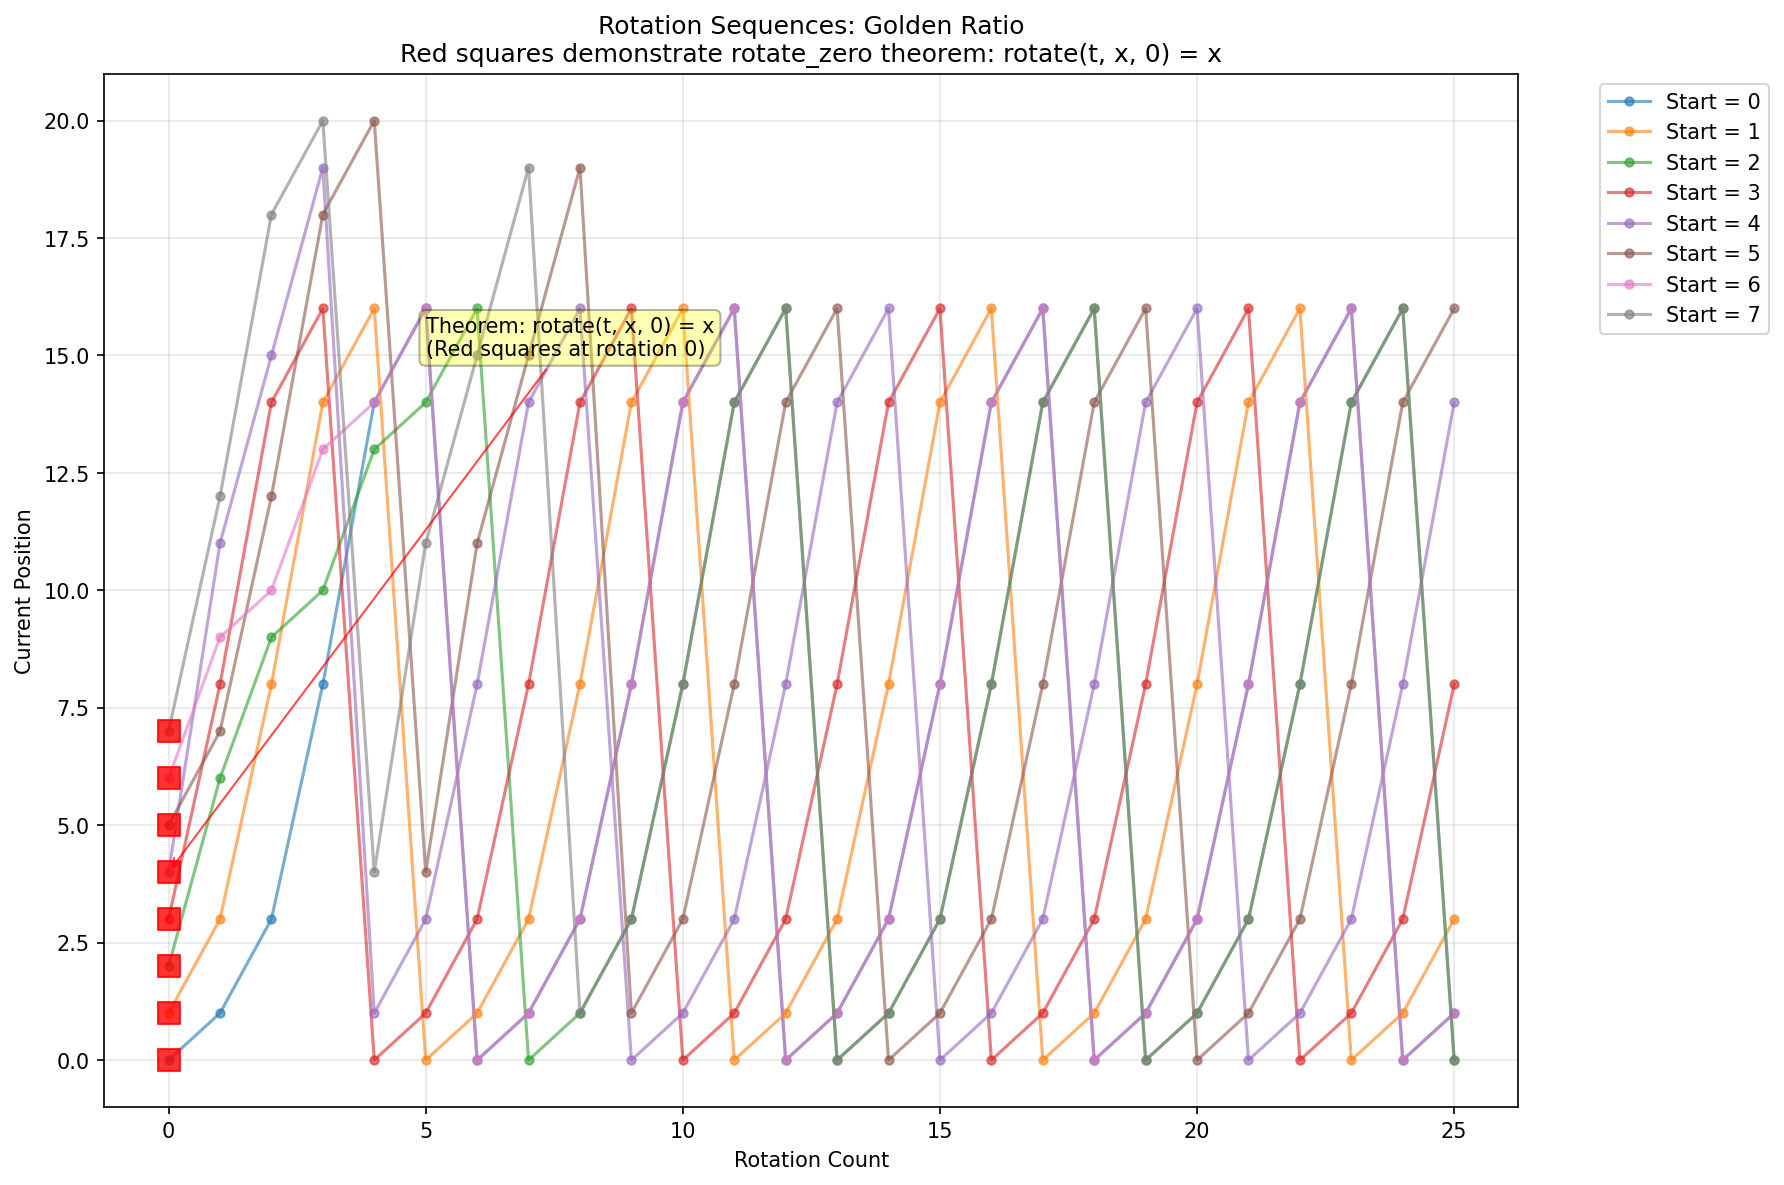 Rotation Sequences: Golden Ratio
Red squares demonstrate rotate_zero theorem: rotate(t, x, 0) = x
Start = 0
Start = 1
Start = 2
Start = 3
Start = 4
Start = 5
Start = 6
Start = 7
Theorem: rotate(t, x, 0) = x
(Red squares at rotation 0)
Current Position
20.0
17.5
15.0
12.5
10.0
7.5
5.0
2.5
0.0
0 5 10 15 20 25
Rotation Count